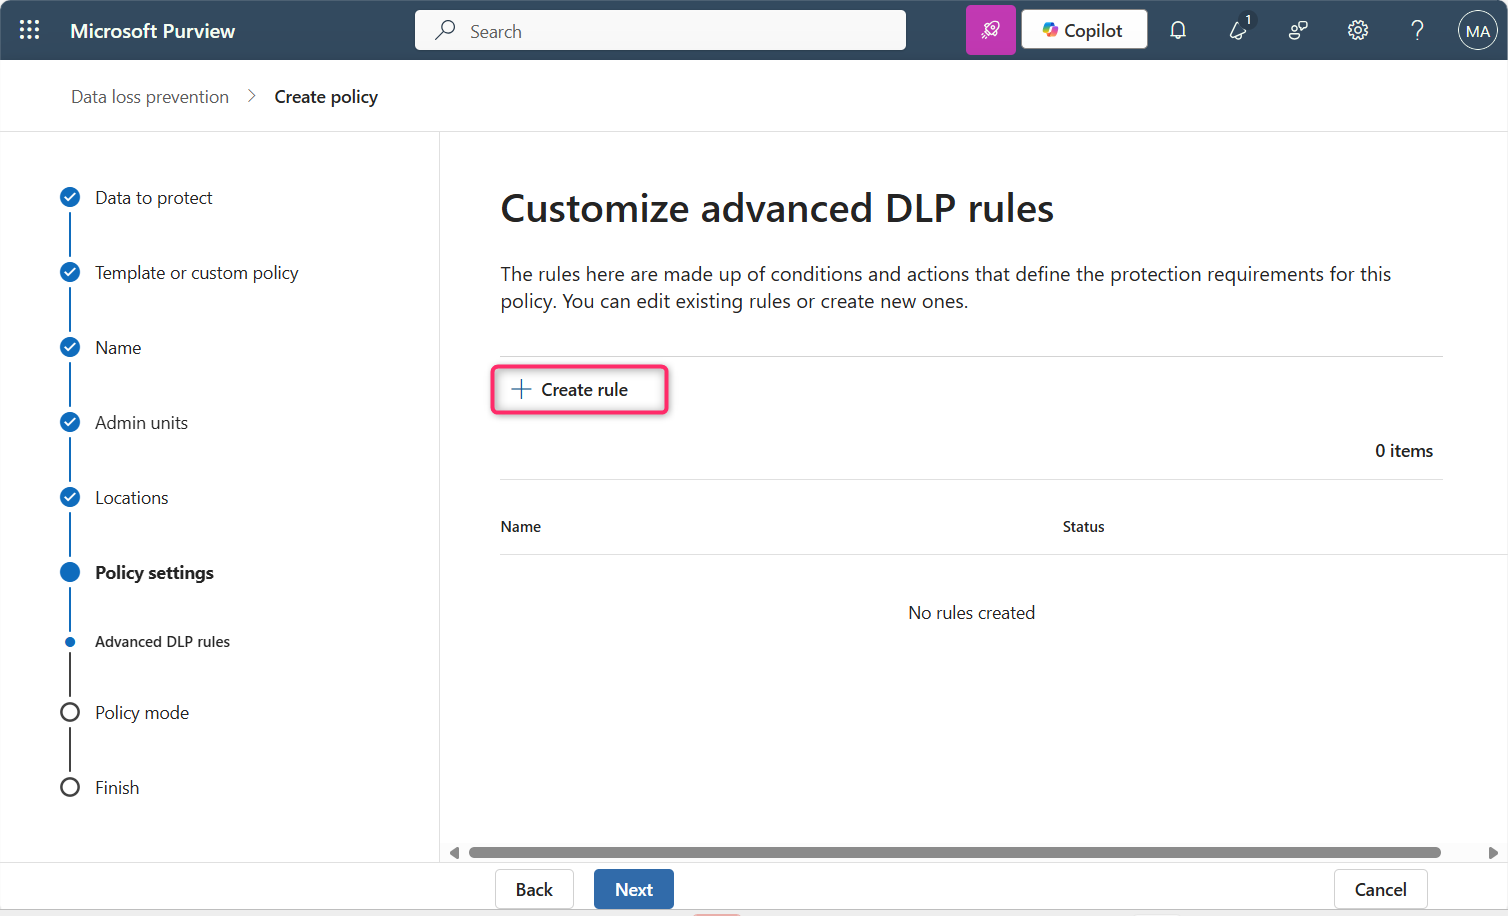 Microsoft Purview
Search
Copilot
1
MA
Data loss prevention
Create policy
Data to protect
Template or custom policy
Name
Admin units
Locations
Policy settings
Advanced DLP rules
Policy mode
Finish
Customize advanced DLP rules
The rules here are made up of conditions and actions that define the protection requirements for this
policy. You can edit existing rules or create new ones.
Create rule
0 items
Name Status
No rules created
Back
Next
Cancel